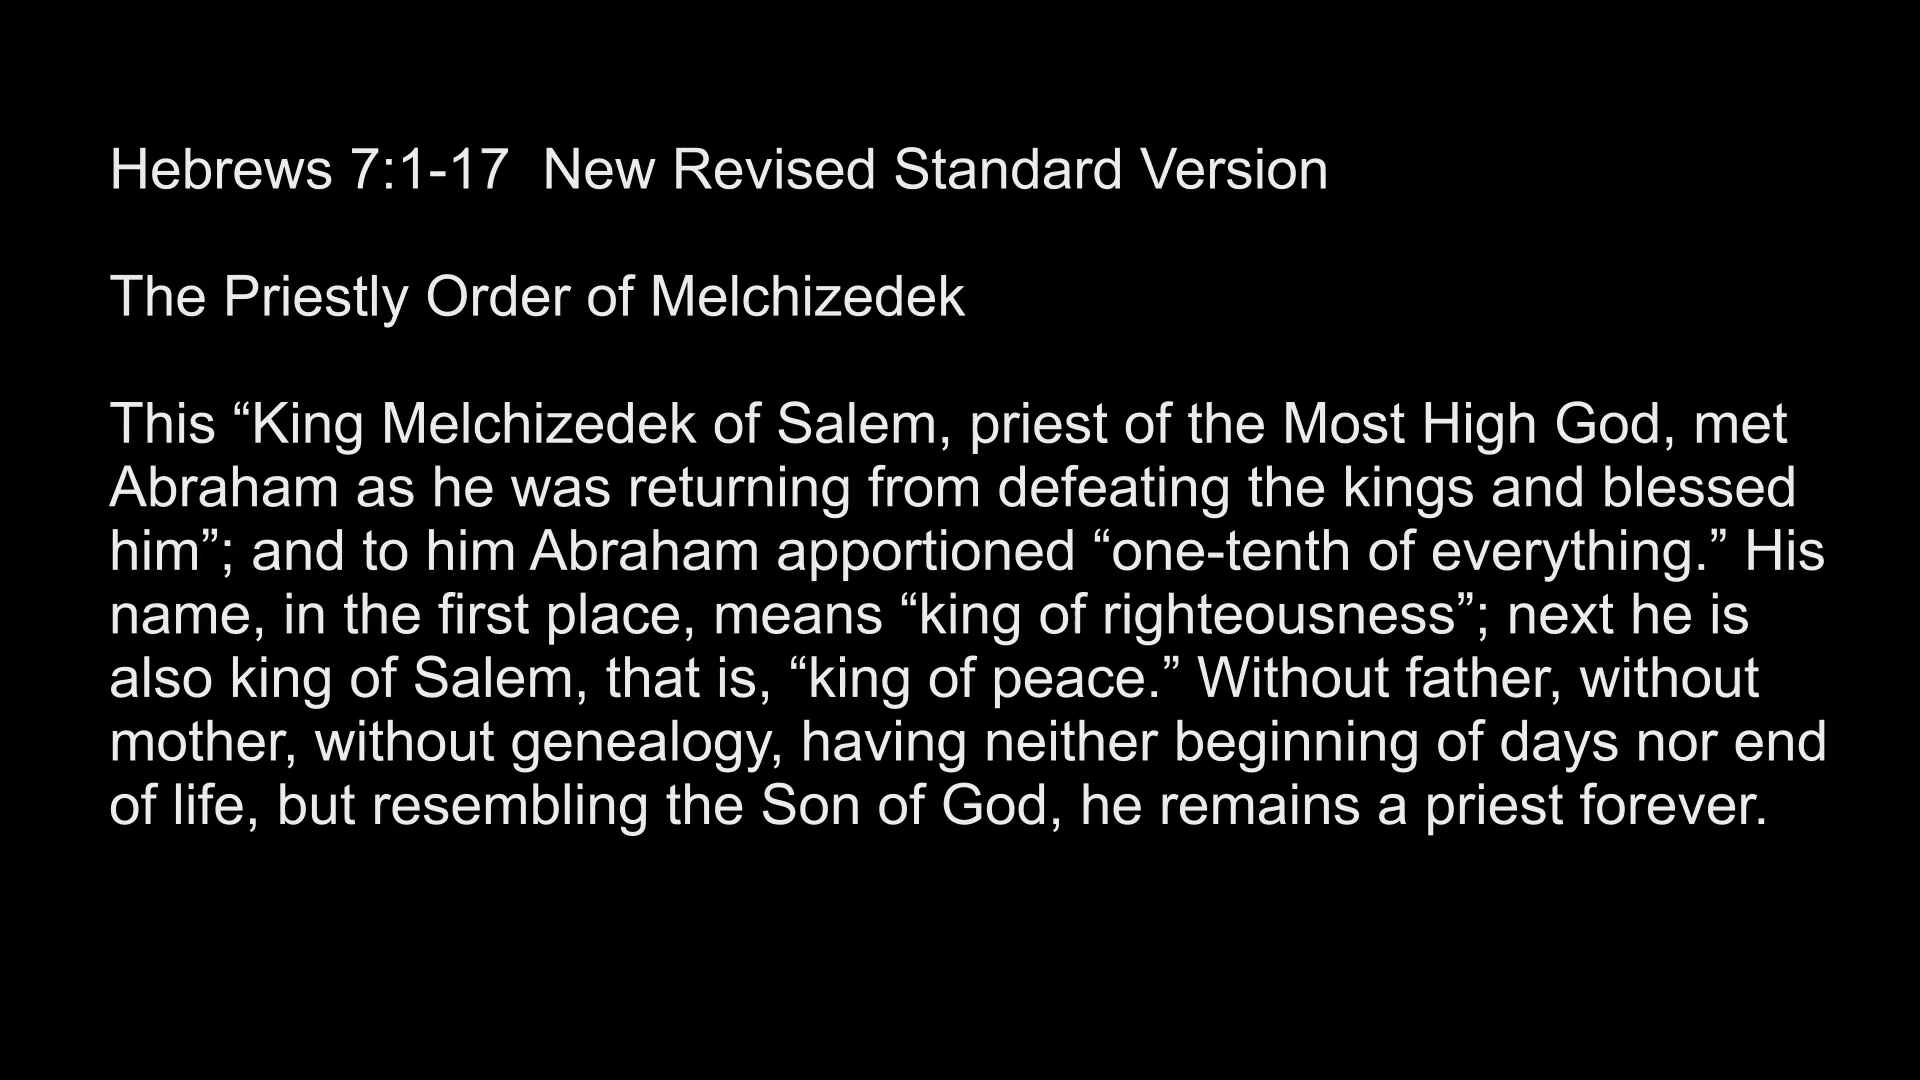 Hebrews 7:1-17  New Revised Standard Version
The Priestly Order of Melchizedek
This “King Melchizedek of Salem, priest of the Most High God, met
Abraham as he was returning from defeating the kings and blessed
him”; and to him Abraham apportioned “one-tenth of everything.” His
name, in the first place, means “king of righteousness”; next he is
also king of Salem, that is, “king of peace.” Without father, without
mother, without genealogy, having neither beginning of days nor end
of life, but resembling the Son of God, he remains a priest forever.